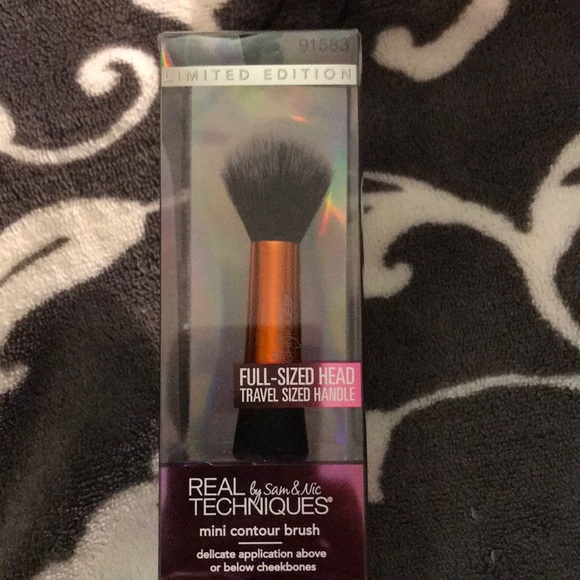 91583
LIMITED EDITION
FULL-SIZED HEAD
TRAVEL SIZED HANDLE
REAL by Sam & Nic
TECHNIQUES®
mini contour brush
delicate application above
or below cheekbones